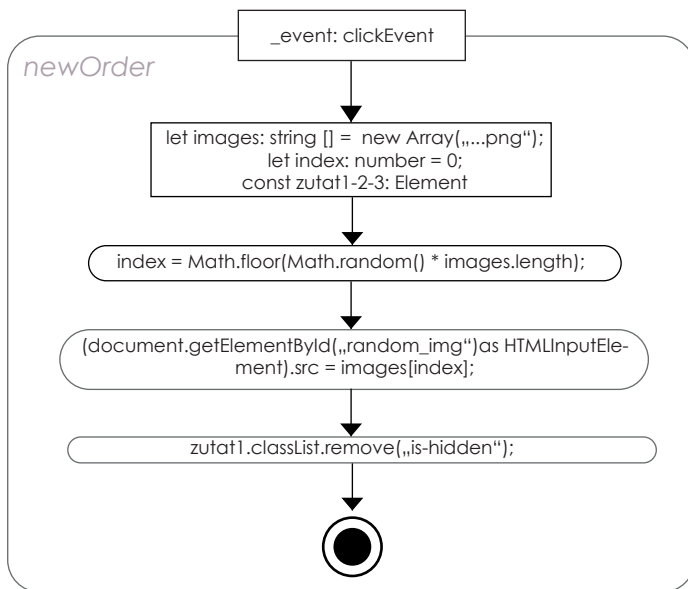 _event: clickEvent
newOrder
let images: string [] =  new Array(„...png“);
let index: number = 0;
const zutat1-2-3: Element
index = Math.floor(Math.random() * images.length);
(document.getElementById(„random_img“)as HTMLInputEle-
ment).src = images[index];
zutat1.classList.remove(„is-hidden“);